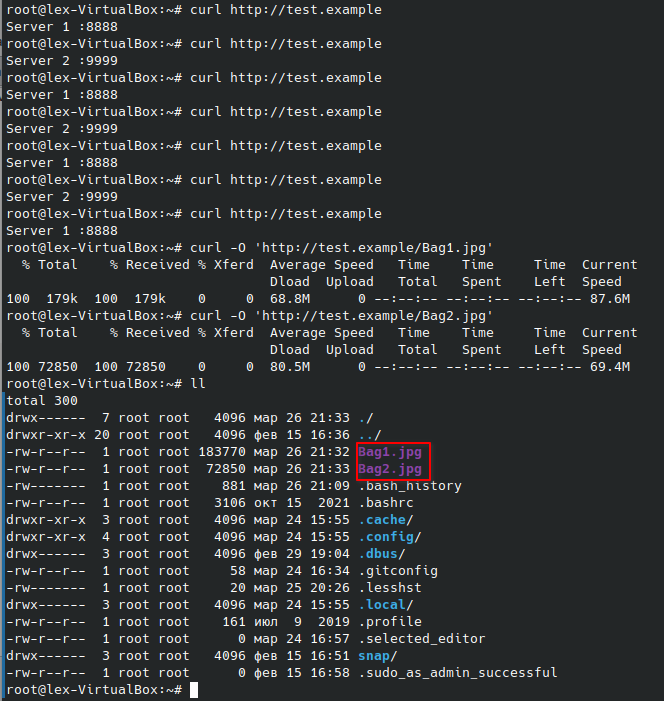 root@lex-VirtualBox:~# curl http://test.example
Server 1 :8888
root@lex-VirtualBox:~# curl http://test.example
Server 2 :9999
root@lex-VirtualBox:~# curl http://test.example
Server 1 :8888
root@lex-VirtualBox:~# curl http://test.example
Server 2 :9999
root@lex-VirtualBox:~# curl http://test.example
Server 1 :8888
root@lex-VirtualBox:~# curl http://test.example
Server 2 :9999
root@lex-VirtualBox:~# curl http://test.example
Server 1 :8888
root@lex-VirtualBox:~# curl -O 'http://test.example/Bag1.jpg'
  % Total    % Received % Xferd  Average Speed   Time    Time     Time  Current
                                 Dload  Upload   Total   Spent    Left  Speed
100  179k  100  179k    0     0  68.8M      0 --:--:-- --:--:-- --:--:-- 87.6M
root@lex-VirtualBox:~# curl -O 'http://test.example/Bag2.jpg'
  % Total    % Received % Xferd  Average Speed   Time    Time     Time  Current
                                 Dload  Upload   Total   Spent    Left  Speed
100 72850  100 72850    0     0  80.5M      0 --:--:-- --:--:-- --:--:-- 69.4M
root@lex-VirtualBox:~# ll
total 300
drwx------  7 root root   4096 мар 26 21:33 ./
drwxr-xr-x 20 root root   4096 фев 15 16:36 ../
-rw-r--r--  1 root root 183770 мар 26 21:32 Bag1.jpg
-rw-r--r--  1 root root  72850 мар 26 21:33 Bag2.jpg
-rw-------  1 root root    881 мар 26 21:09 .bash_history
-rw-r--r--  1 root root   3106 окт 15  2021 .bashrc
drwxr-xr-x  3 root root   4096 мар 24 15:55 .cache/
drwxr-xr-x  4 root root   4096 мар 24 15:55 .config/
drwx------  3 root root   4096 фев 29 19:04 .dbus/
-rw-r--r--  1 root root     58 мар 24 16:34 .gitconfig
-rw-------  1 root root     20 мар 25 20:26 .lesshst
drwx------  3 root root   4096 мар 24 15:55 .local/
-rw-r--r--  1 root root    161 июл  9  2019 .profile
-rw-r--r--  1 root root      0 мар 24 16:57 .selected_editor
drwx------  3 root root   4096 фев 15 16:51 snap/
-rw-r--r--  1 root root      0 фев 15 16:58 .sudo_as_admin_successful
root@lex-VirtualBox:~#